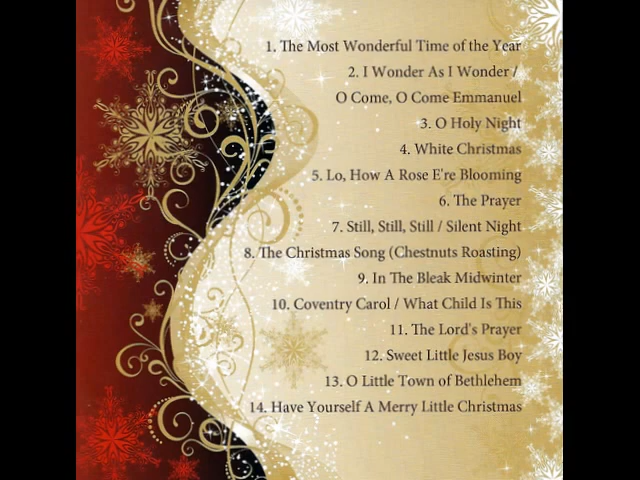 1. The Most Wonderful Time of the Year
2. I Wonder As I Wonder /
O Come, O Come Emmanuel
3. O Holy Night
4. White Christmas
5. Lo, How A Rose E're Blooming
6. The Prayer
7. Still, Still, Still / Silent Night
8. The Christmas Song (Chestnuts Roasting)
9. In The Bleak Midwinter
10. Coventry Carol / What Child Is This
11. The Lord's Prayer
12. Sweet Little Jesus Boy
13. O Little Town of Bethlehem
14. Have Yourself A Merry Little Christmas